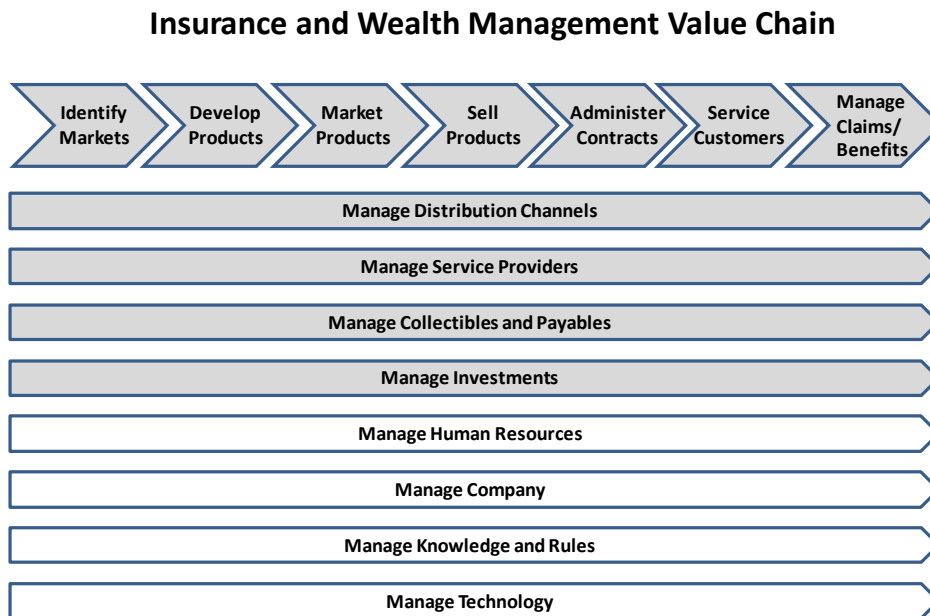 Insurance and Wealth Management Value Chain
Identify
Markets
Develop
Products
Market
Products
Sell
Products
Administer
Contracts
Service
Customers
Manage
Claims/
Benefits
Manage Distribution Channels
Manage Service Providers
Manage Collectibles and Payables
Manage Investments
Manage Human Resources
Manage Company
Manage Knowledge and Rules
Manage Technology